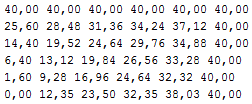 40,00 40,00 40,00 40,00 40,00 40,00
25,60 28,48 31,36 34,24 37,12 40,00
14,40 19,52 24,64 29,76 34,88 40,00
6,40 13,12 19,84 26,56 33,28 40,00
1,60 9,28 16,96 24,64 32,32 40,00
0,00 12,35 23,50 32,35 38,03 40,00